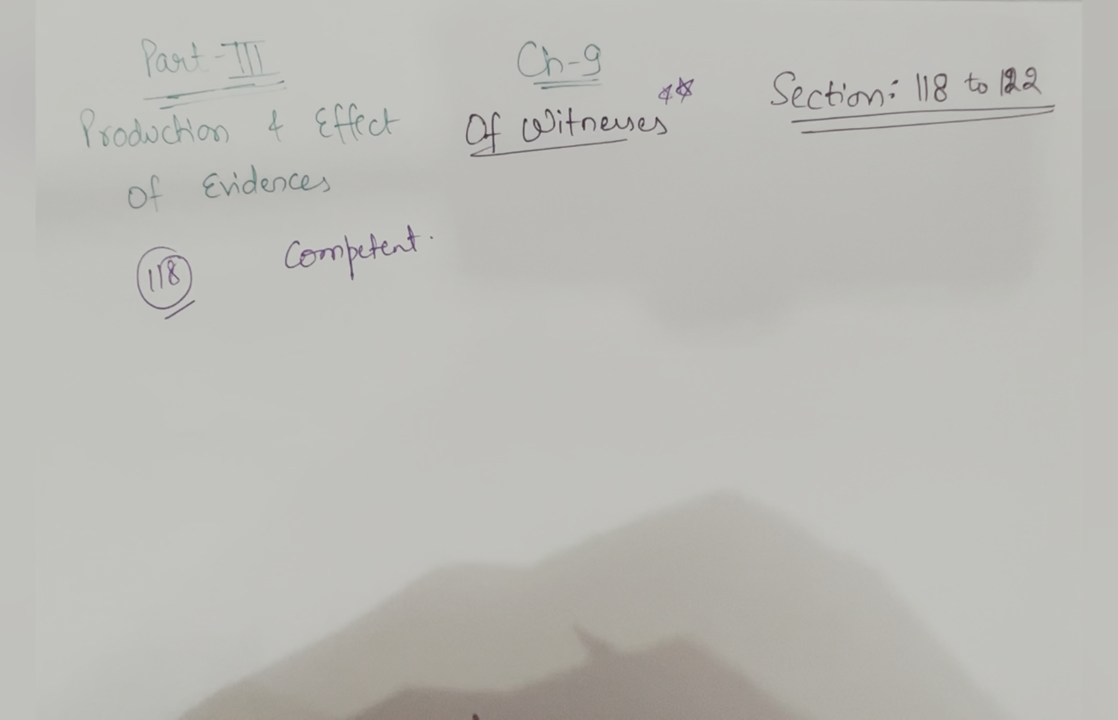 Part-III
Production & Effect
Of Evidences
Ch-9
Of Witnesses **
Section: 118 to 122
118 Competent.